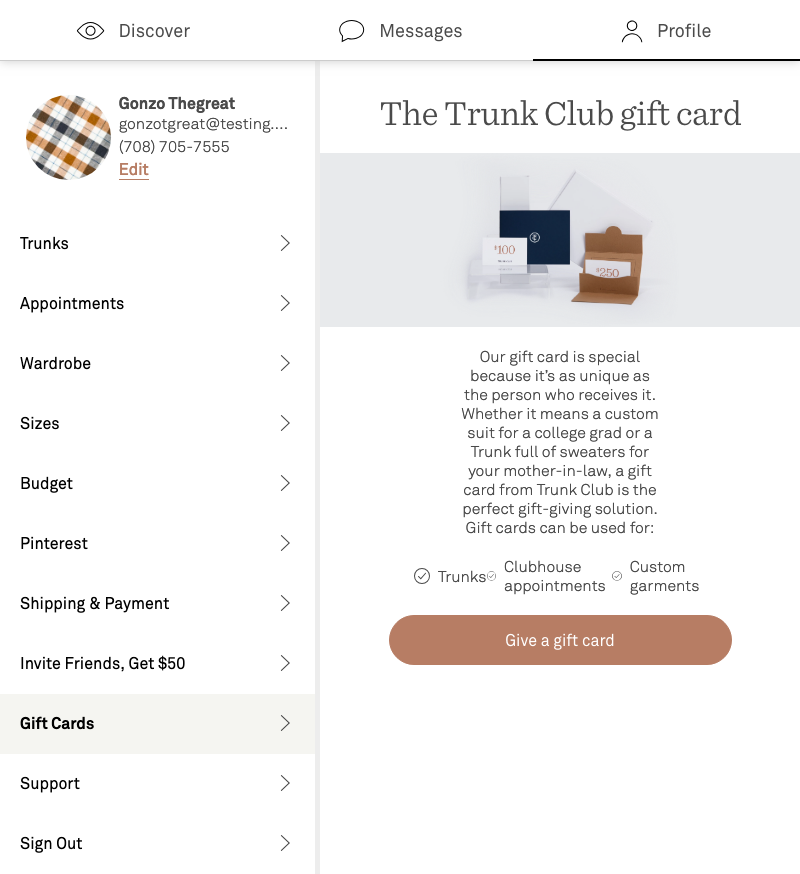 Discover
Messages
Profile
Gonzo Thegreat
gonzotgreat@testing....
(708) 705-7555
Edit
Trunks
Appointments
Wardrobe
Sizes
Budget
Pinterest
Shipping & Payment
Invite Friends, Get $50
Gift Cards
Support
Sign Out
The Trunk Club gift card
$100
$250
Our gift card is special
because it's as unique as
the person who receives it.
Whether it means a custom
suit for a college grad or a
Trunk full of sweaters for
your mother-in-law, a gift
card from Trunk Club is the
perfect gift-giving solution.
Gift cards can be used for:
Trunks
Clubhouse
appointments
Custom
garments
Give a gift card